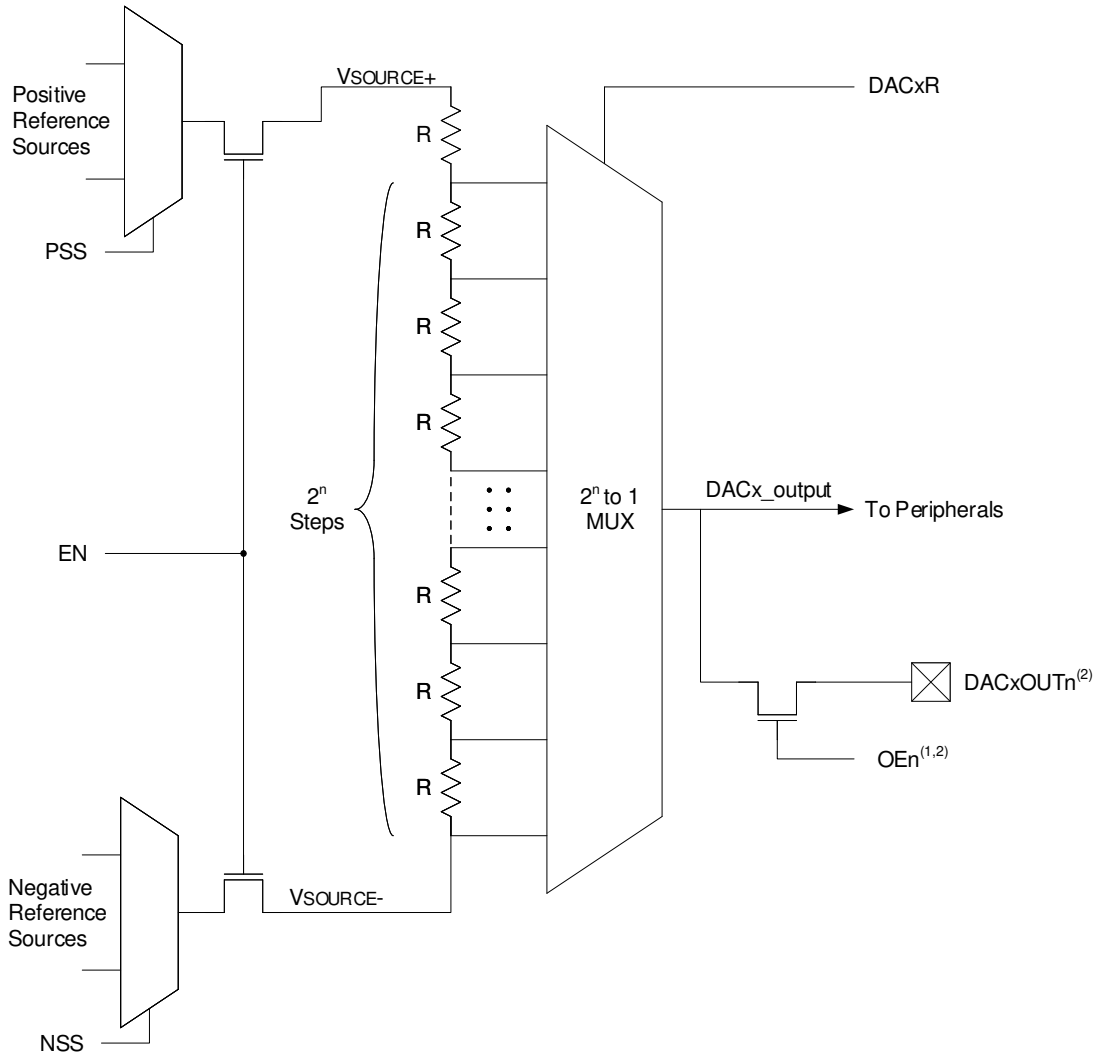 VSOURCE+
DACxR
Positive
Reference
Sources
R
PSS
R
R
R
2ⁿ
Steps
2ⁿ to 1
MUX
DACx_output
To Peripherals
EN
R
R
DACxOUTn⁽²⁾
OEn⁽¹,²⁾
R
Negative
Reference
Sources
VSOURCE-
NSS